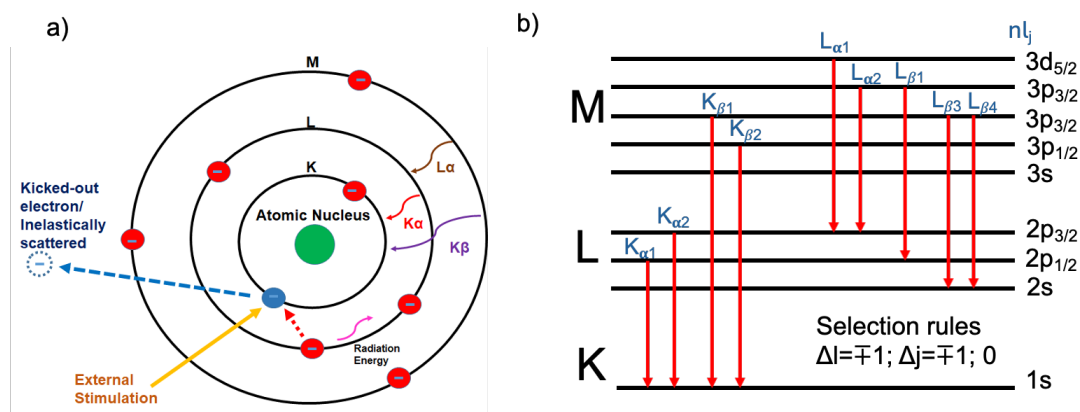 a)
M
L
K
Atomic Nucleus
Lα
Kα
Kβ
Kicked-out
electron/
Inelastically
scattered
Radiation
Energy
External
Stimulation
b)
nlj
M
L
K
Lα1
Lα2
Lβ1
Kβ1
Kβ2
Lβ3
Lβ4
Kα1
Kα2
3d5/2
3p3/2
3p3/2
3p1/2
3s
2p3/2
2p1/2
2s
1s
Selection rules
Δl=∓1; Δj=∓1; 0